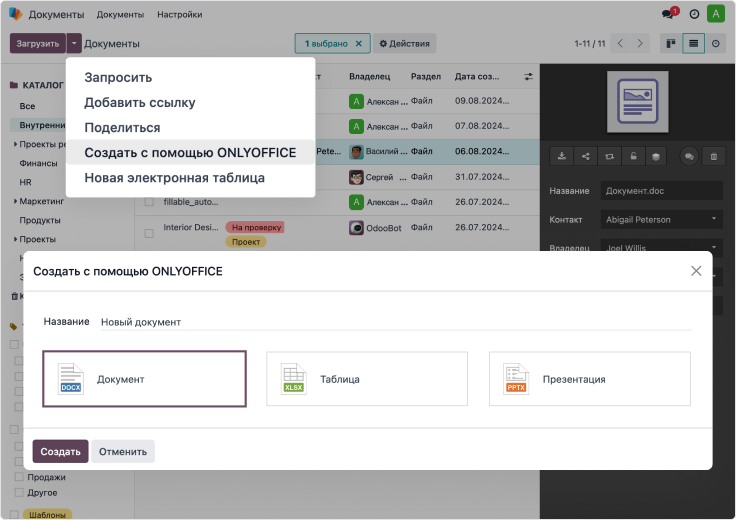 Документы Документы Настройки 1 A
Загрузить Документы 1 выбрано × Действия 1-11 / 11
Запросить
Добавить ссылку
Поделиться
Создать с помощью ONLYOFFICE
Новая электронная таблица
КАТАЛОГ
Все
Внутренни
Проекты ре
Финансы
HR
Маркетинг
Продукты
Проекты
Владелец Раздел Дата соз...
A Алексан ... Файл 09.08.2024...
A Алексан ... Файл 07.08.2024...
Pete... Василий ... Файл 06.08.2024...
Сергей ... Файл 31.07.2024...
fillable_auto... A Алексан ... Файл 26.07.2024...
Interior Desi... На проверку OdooBot Файл 26.07.2024...
Проект
Название Документ.doc
Контакт Abigail Peterson
Владелец Joel Willis
Создать с помощью ONLYOFFICE
Название Новый документ
DOCX Документ
XLSX Таблица
PPTX Презентация
Создать Отменить
Продажи
Другое
Шаблоны